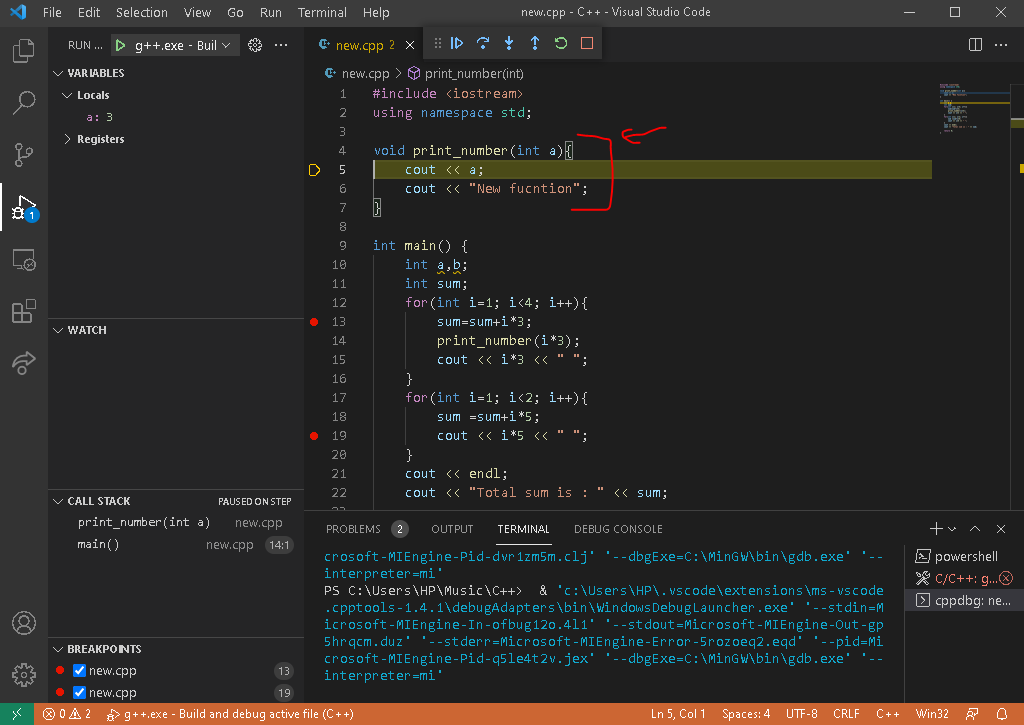 File Edit Selection View Go Run Terminal Help new.cpp - C++ - Visual Studio Code
RUN ... g++.exe - Buil
new.cpp 2
new.cpp > print_number(int)
VARIABLES
Locals
a: 3
Registers
WATCH
CALL STACK PAUSED ON STEP
print_number(int a) new.cpp
main() new.cpp 14:1
BREAKPOINTS
new.cpp 13
new.cpp 19
1
1 #include <iostream>
2 using namespace std;
3
4 void print_number(int a){
5 cout << a;
6 cout << "New fucntion";
7 }
8
9 int main() {
10 int a,b;
11 int sum;
12 for(int i=1; i<4; i++){
13 sum=sum+i*3;
14 print_number(i*3);
15 cout << i*3 << " ";
16 }
17 for(int i=1; i<2; i++){
18 sum =sum+i*5;
19 cout << i*5 << " ";
20 }
21 cout << endl;
22 cout << "Total sum is : " << sum;
PROBLEMS 2 OUTPUT TERMINAL DEBUG CONSOLE
crosoft-MIEngine-Pid-dvr1zm5m.clj' '--dbgExe=C:\MinGW\bin\gdb.exe' '--
interpreter=mi'
PS C:\Users\HP\Music\C++> & 'c:\Users\HP\.vscode\extensions\ms-vscode
.cpptools-1.4.1\debugAdapters\bin\WindowsDebugLauncher.exe' '--stdin=M
icrosoft-MIEngine-In-ofbug12o.4l1' '--stdout=Microsoft-MIEngine-Out-gp
5hrqcm.duz' '--stderr=Microsoft-MIEngine-Error-5rozoeq2.eqd' '--pid=Mi
crosoft-MIEngine-Pid-q5le4t2v.jex' '--dbgExe=C:\MinGW\bin\gdb.exe' '--
interpreter=mi'
powershell
C/C++: g...
cppdbg: ne...
0 2 g++.exe - Build and debug active file (C++) Ln 5, Col 1 Spaces: 4 UTF-8 CRLF C++ Win32